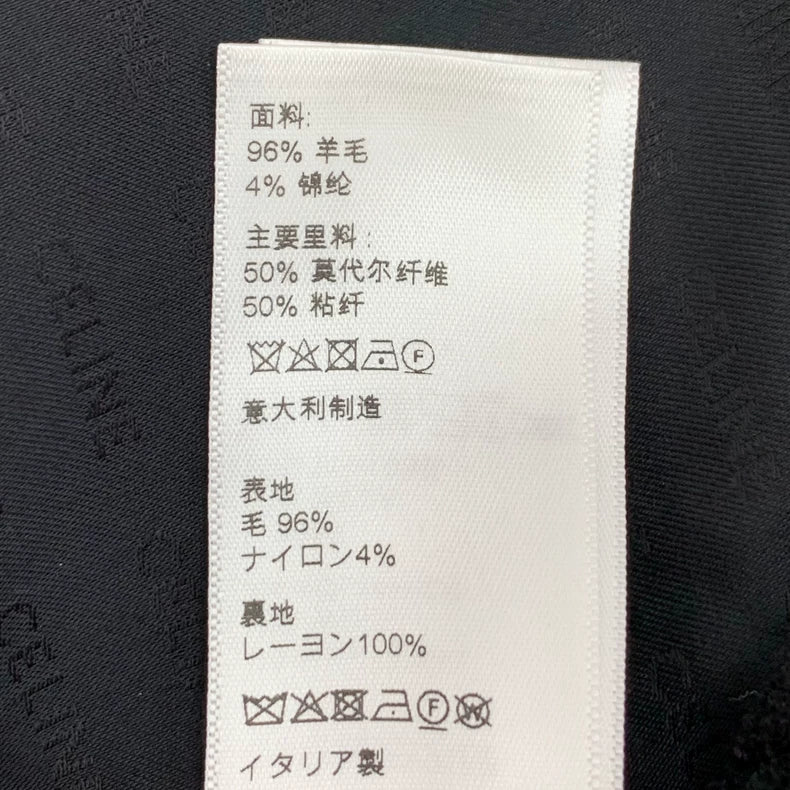 面料:
96% 羊毛
4% 锦纶
主要里料 :
50% 莫代尔纤维
50% 粘纤
F
意大利制造
表地
毛 96%
ナイロン4%
裏地
レーヨン100%
F W
イタリア製
CELINE
CELINE